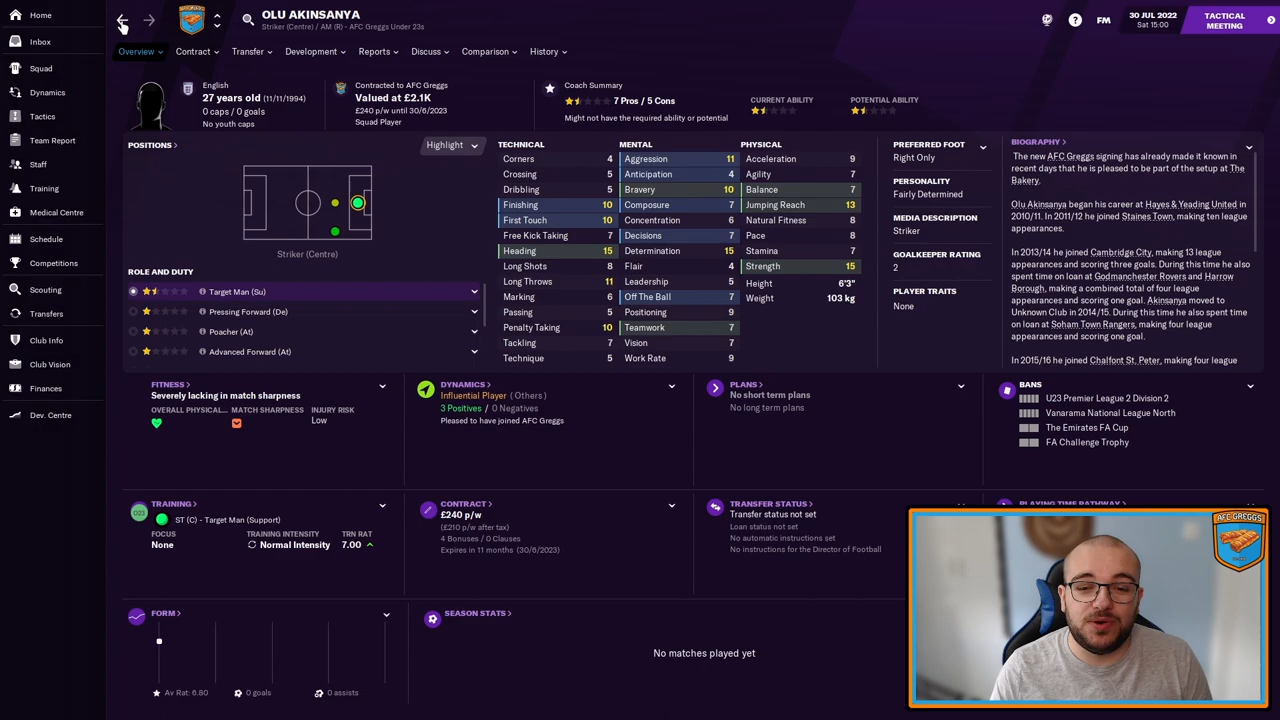 Home
Inbox
Squad
Dynamics
Tactics
Team Report
Staff
Training
Medical Centre
Schedule
Competitions
Scouting
Transfers
Club Info
Club Vision
Finances
Dev. Centre
OLU AKINSANYA
Striker (Centre) / AM (R) - AFC Greggs Under 23s
?
FM
30 JUL 2022
Sat 15:00
TACTICAL
MEETING
Overview
Contract
Transfer
Development
Reports
Discuss
Comparison
History
English
27 years old (11/11/1994)
0 caps / 0 goals
No youth caps
Contracted to AFC Greggs
Valued at £2.1K
£240 p/w until 30/6/2023
Squad Player
Coach Summary
7 Pros / 5 Cons
Might not have the required ability or potential
CURRENT ABILITY
POTENTIAL ABILITY
POSITIONS
Highlight
Striker (Centre)
ROLE AND DUTY
Target Man (Su)
Pressing Forward (De)
Poacher (At)
Advanced Forward (At)
TECHNICAL
Corners 4
Crossing 5
Dribbling 5
Finishing 10
First Touch 10
Free Kick Taking 7
Heading 15
Long Shots 8
Long Throws 11
Marking 6
Passing 5
Penalty Taking 10
Tackling 7
Technique 5
MENTAL
Aggression 11
Anticipation 4
Bravery 10
Composure 7
Concentration 6
Decisions 7
Determination 15
Flair 4
Leadership 5
Off The Ball 7
Positioning 9
Teamwork 7
Vision 7
Work Rate 9
PHYSICAL
Acceleration 9
Agility 7
Balance 7
Jumping Reach 13
Natural Fitness 8
Pace 8
Stamina 7
Strength 15
Height 6'3"
Weight 103 kg
PREFERRED FOOT
Right Only
PERSONALITY
Fairly Determined
MEDIA DESCRIPTION
Striker
GOALKEEPER RATING
2
PLAYER TRAITS
None
BIOGRAPHY
The new AFC Greggs signing has already made it known in
recent days that he is pleased to be part of the setup at The
Bakery.
Olu Akinsanya began his career at Hayes & Yeading United in
2010/11. In 2011/12 he joined Staines Town, making ten league
appearances.
In 2013/14 he joined Cambridge City, making 13 league
appearances and scoring three goals. During this time he also
spent time on loan at Godmanchester Rovers and Harrow
Borough, making a combined total of four league
appearances and scoring one goal. Akinsanya moved to
Unknown Club in 2014/15. During this time he also spent time
on loan at Soham Town Rangers, making four league
appearances and scoring one goal.
In 2015/16 he joined Chalfont St. Peter, making four league
FITNESS
Severely lacking in match sharpness
OVERALL PHYSICAL...
MATCH SHARPNESS
INJURY RISK
Low
DYNAMICS
Influential Player (Others)
3 Positives / 0 Negatives
Pleased to have joined AFC Greggs
PLANS
No short term plans
No long term plans
BANS
U23 Premier League 2 Division 2
Vanarama National League North
The Emirates FA Cup
FA Challenge Trophy
TRAINING
U23
ST (C) - Target Man (Support)
FOCUS
None
TRAINING INTENSITY
Normal Intensity
TRN RAT
7.00
CONTRACT
£240 p/w
(£210 p/w after tax)
4 Bonuses / 0 Clauses
Expires in 11 months (30/6/2023)
TRANSFER STATUS
Transfer status not set
Loan status not set
No automatic instructions set
No instructions for the Director of Football
PLAYING TIME PATHWAY
FORM
Av Rat: 6.80
0 goals
0 assists
SEASON STATS
No matches played yet
AFC GREGGS